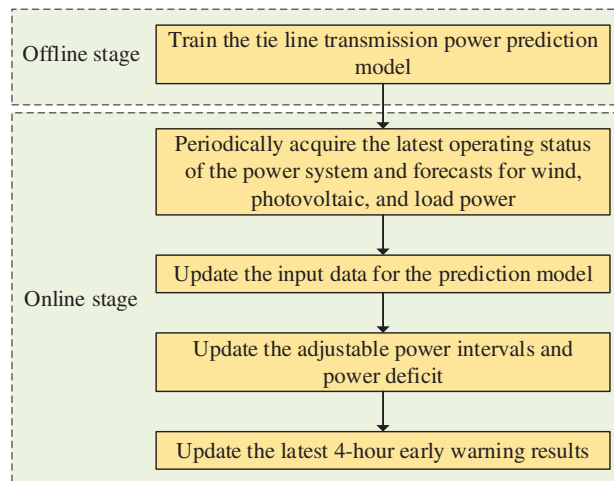 Offline stage
Train the tie line transmission power prediction
model
Online stage
Periodically acquire the latest operating status
of the power system and forecasts for wind,
photovoltaic, and load power
Update the input data for the prediction model
Update the adjustable power intervals and
power deficit
Update the latest 4-hour early warning results